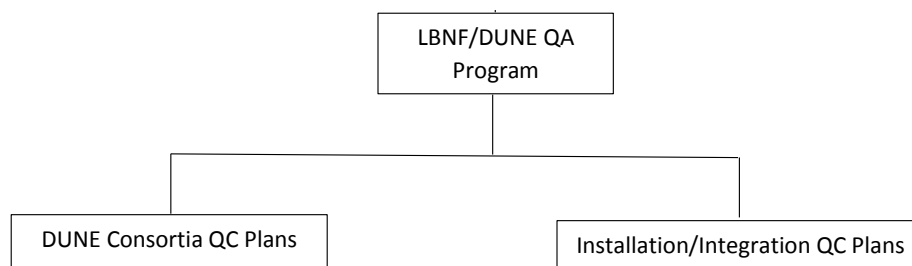 LBNF/DUNE QA
Program
DUNE Consortia QC Plans
Installation/Integration QC Plans